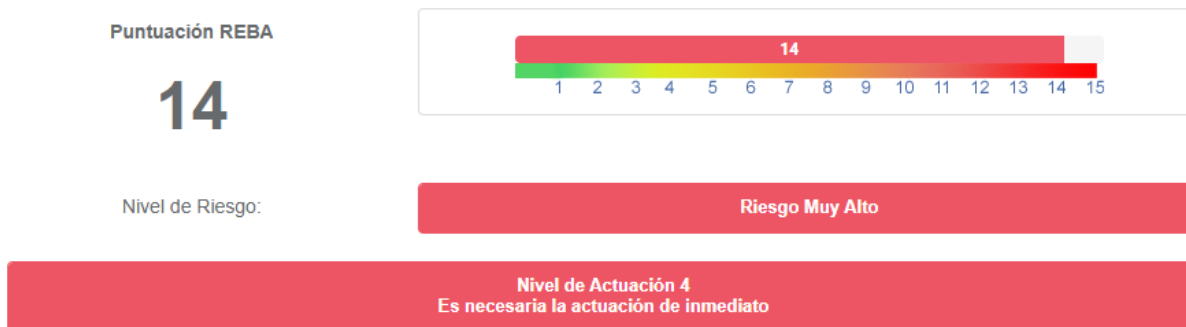 Puntuación REBA
14
14
1 2 3 4 5 6 7 8 9 10 11 12 13 14 15
Nivel de Riesgo:
Riesgo Muy Alto
Nivel de Actuación 4
Es necesaria la actuación de inmediato